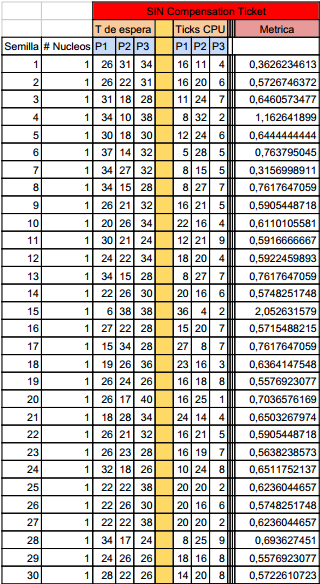 SIN Compensation Ticket
T de espera Ticks CPU Metrica
Semilla # Nucleos P1 P2 P3 P1 P2 P3
1 1 26 31 34 16 11 4 0,3626234613
2 1 26 22 31 16 20 6 0,5726746372
3 1 31 18 28 11 24 7 0,6460573477
4 1 34 10 38 8 32 2 1,162641899
5 1 30 18 30 12 24 6 0,6444444444
6 1 37 14 32 5 28 5 0,763795045
7 1 34 27 32 8 15 5 0,3156998911
8 1 34 15 28 8 27 7 0,7617647059
9 1 26 21 32 16 21 5 0,5905448718
10 1 20 26 34 22 16 4 0,6110105581
11 1 30 21 24 12 21 9 0,5916666667
12 1 24 22 34 18 20 4 0,5922459893
13 1 34 15 28 8 27 7 0,7617647059
14 1 22 26 30 20 16 6 0,5748251748
15 1 6 38 38 36 4 2 2,052631579
16 1 27 22 28 15 20 7 0,5715488215
17 1 15 34 28 27 8 7 0,7617647059
18 1 19 26 36 23 16 3 0,6364147548
19 1 26 24 26 16 18 8 0,5576923077
20 1 26 17 40 16 25 1 0,7036576169
21 1 18 28 34 24 14 4 0,6503267974
22 1 26 21 32 16 21 5 0,5905448718
23 1 26 23 28 16 19 7 0,5638238573
24 1 32 18 26 10 24 8 0,6511752137
25 1 22 22 38 20 20 2 0,6236044657
26 1 22 26 30 20 16 6 0,5748251748
27 1 22 22 38 20 20 2 0,6236044657
28 1 34 17 24 8 25 9 0,693627451
29 1 24 26 26 18 16 8 0,5576923077
30 1 28 22 26 14 20 8 0,5722610723